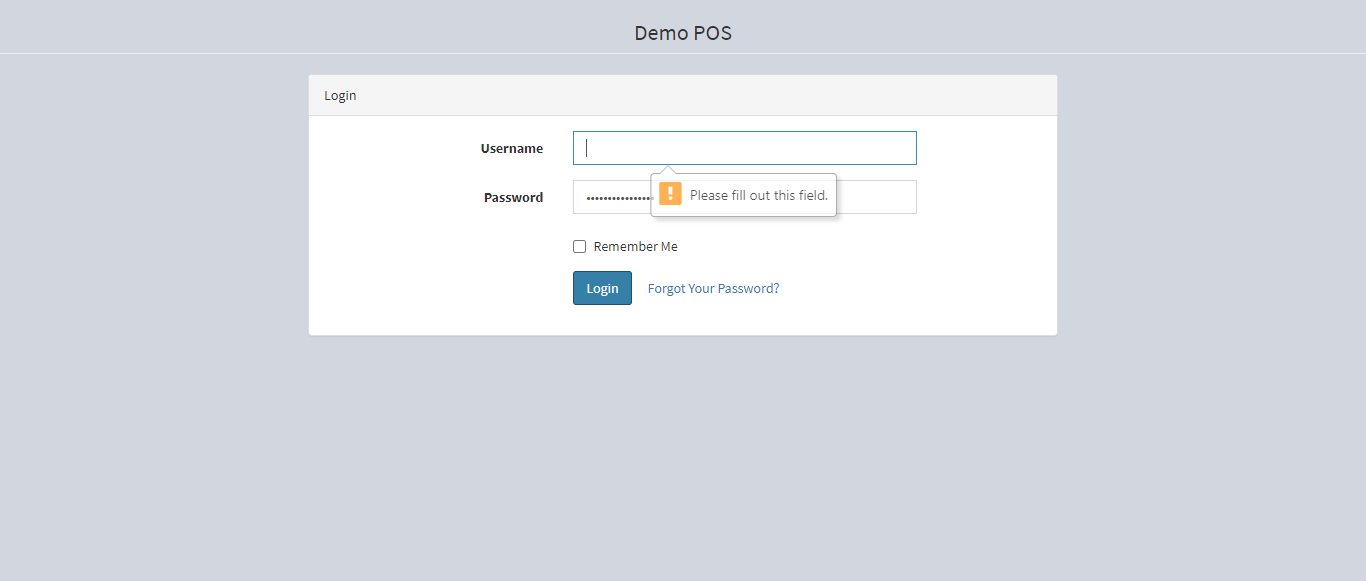 Demo POS
Login
Username
Password
Please fill out this field.
Remember Me
Login Forgot Your Password?